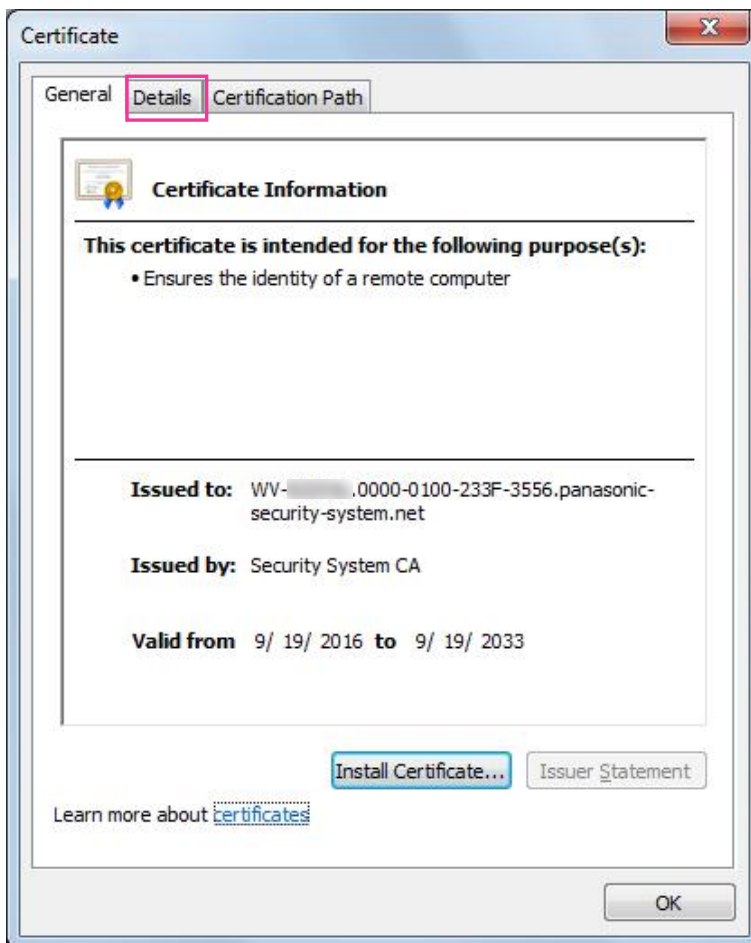 Certificate
General Details Certification Path
Certificate Information
This certificate is intended for the following purpose(s):
• Ensures the identity of a remote computer
Issued to: WV- .0000-0100-233F-3556.panasonic-
security-system.net
Issued by: Security System CA
Valid from 9/ 19/ 2016 to 9/ 19/ 2033
Install Certificate... Issuer Statement
Learn more about certificates
OK